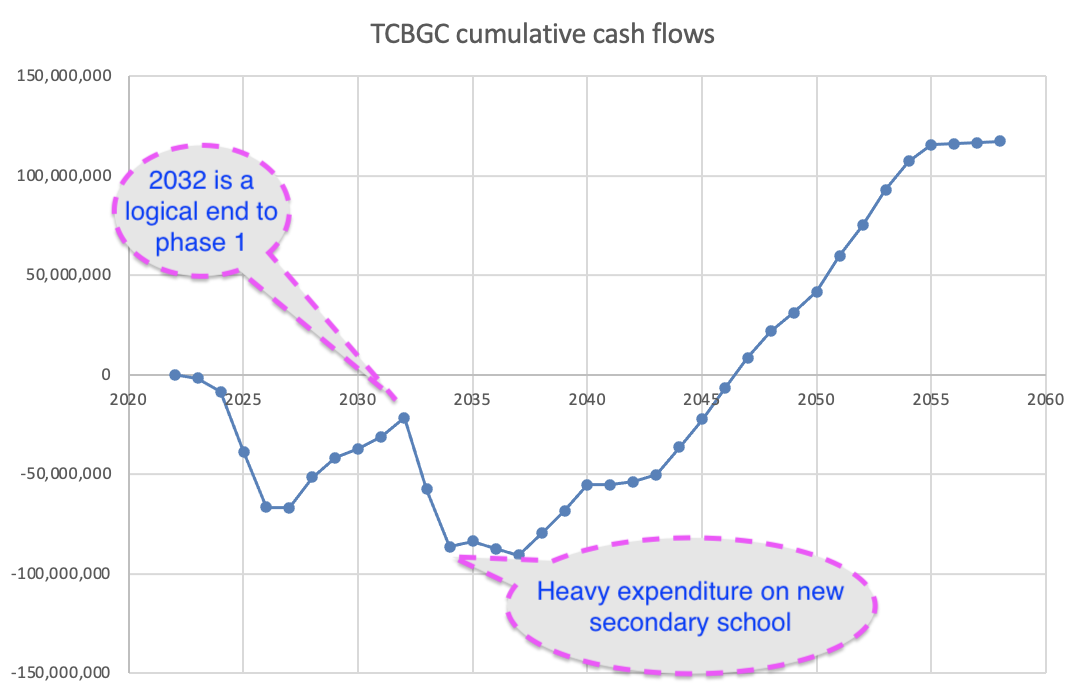 TCBGC cumulative cash flows
150,000,000
100,000,000
50,000,000
0
-50,000,000
-100,000,000
-150,000,000
2020 2025 2030 2035 2040 2045 2050 2055 2060
2032 is a
logical end to
phase 1
Heavy expenditure on new
secondary school